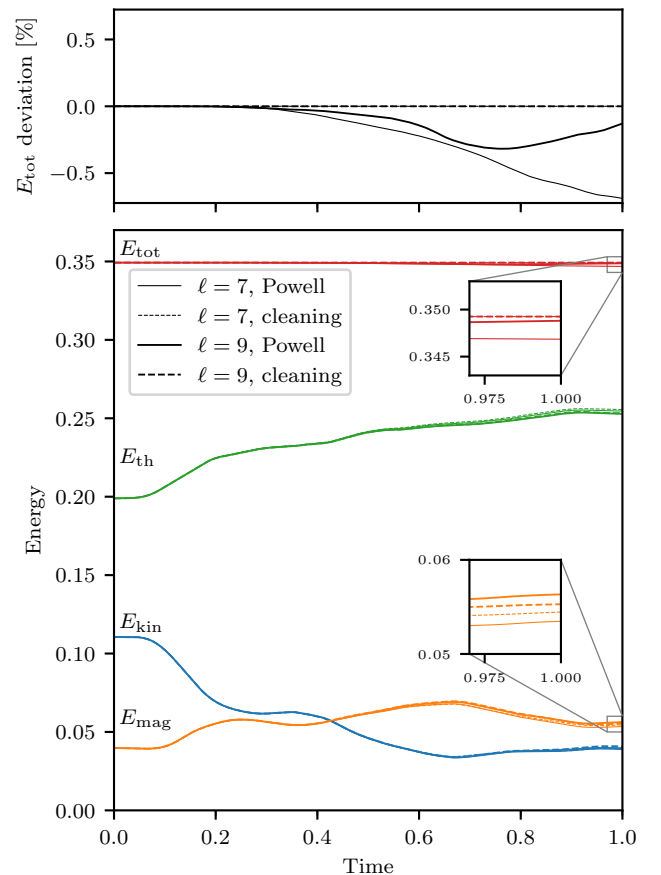 E_tot deviation [%]
0.5
0.0
−0.5
E_tot
0.35
0.30
0.25
0.20
0.15
0.10
0.05
0.00
Energy
ℓ = 7, Powell
ℓ = 7, cleaning
ℓ = 9, Powell
ℓ = 9, cleaning
0.350
0.345
0.975 1.000
E_th
0.06
0.05
0.975 1.000
E_kin
E_mag
0.0 0.2 0.4 0.6 0.8 1.0
Time